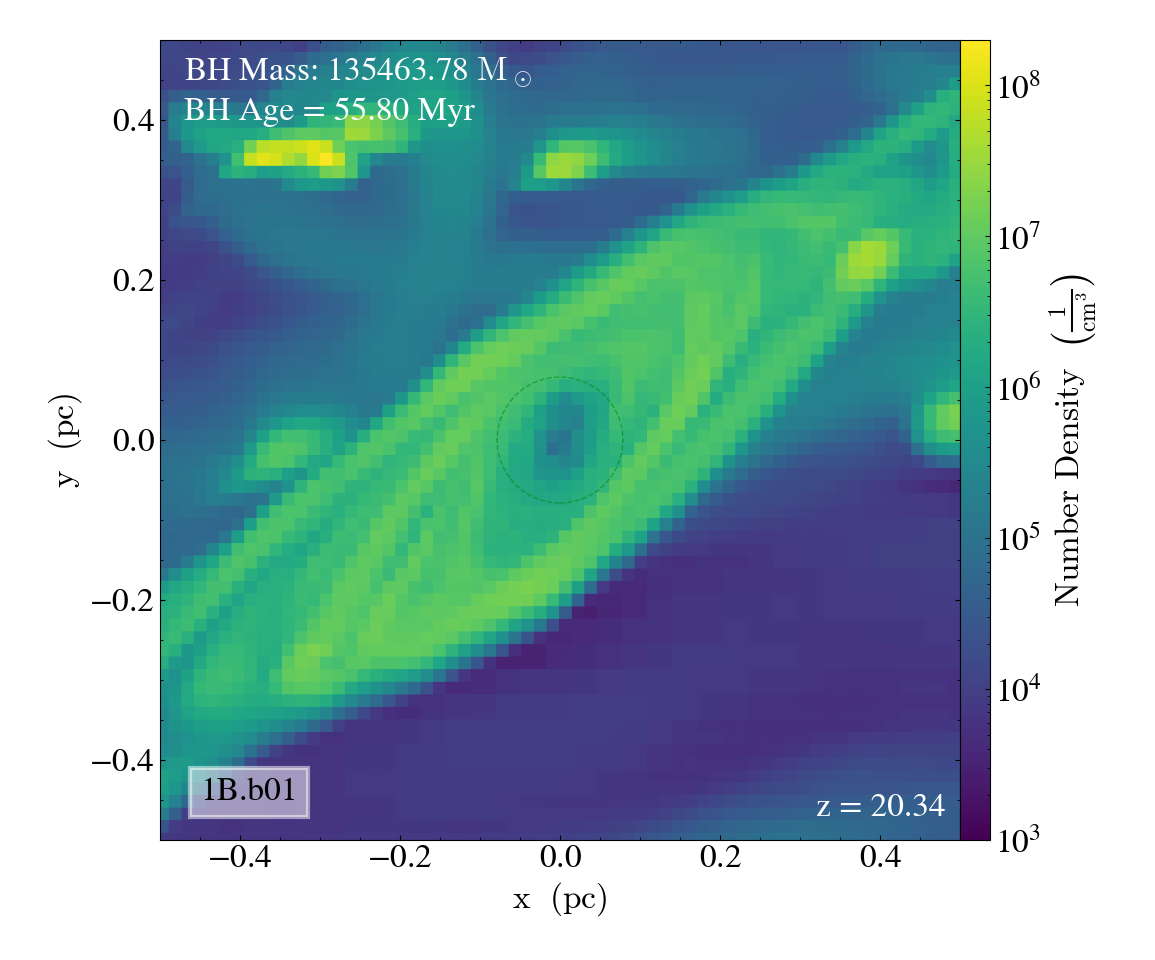 BH Mass: 135463.78 M⊙
BH Age = 55.80 Myr
0.4
0.2
0.0
−0.2
−0.4
y (pc)
1B.b01
z = 20.34
−0.4 −0.2 0.0 0.2 0.4
x (pc)
10⁸
10⁷
10⁶
10⁵
10⁴
10³
Number Density (1/cm³)